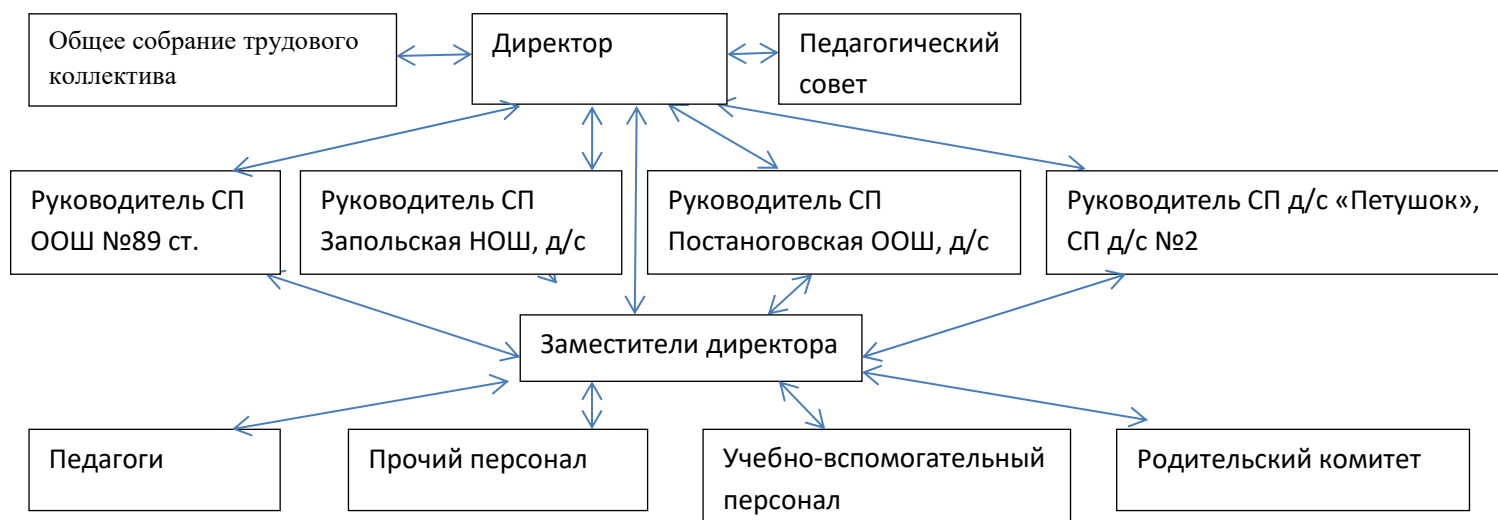 Общее собрание трудового
коллектива
Директор
Педагогический
совет
Руководитель СП
ООШ №89 ст.
Руководитель СП
Запольская НОШ, д/с
Руководитель СП
Постаноговская ООШ, д/с
Руководитель СП д/с «Петушок»,
СП д/с №2
Заместители директора
Педагоги
Прочий персонал
Учебно-вспомогательный
персонал
Родительский комитет